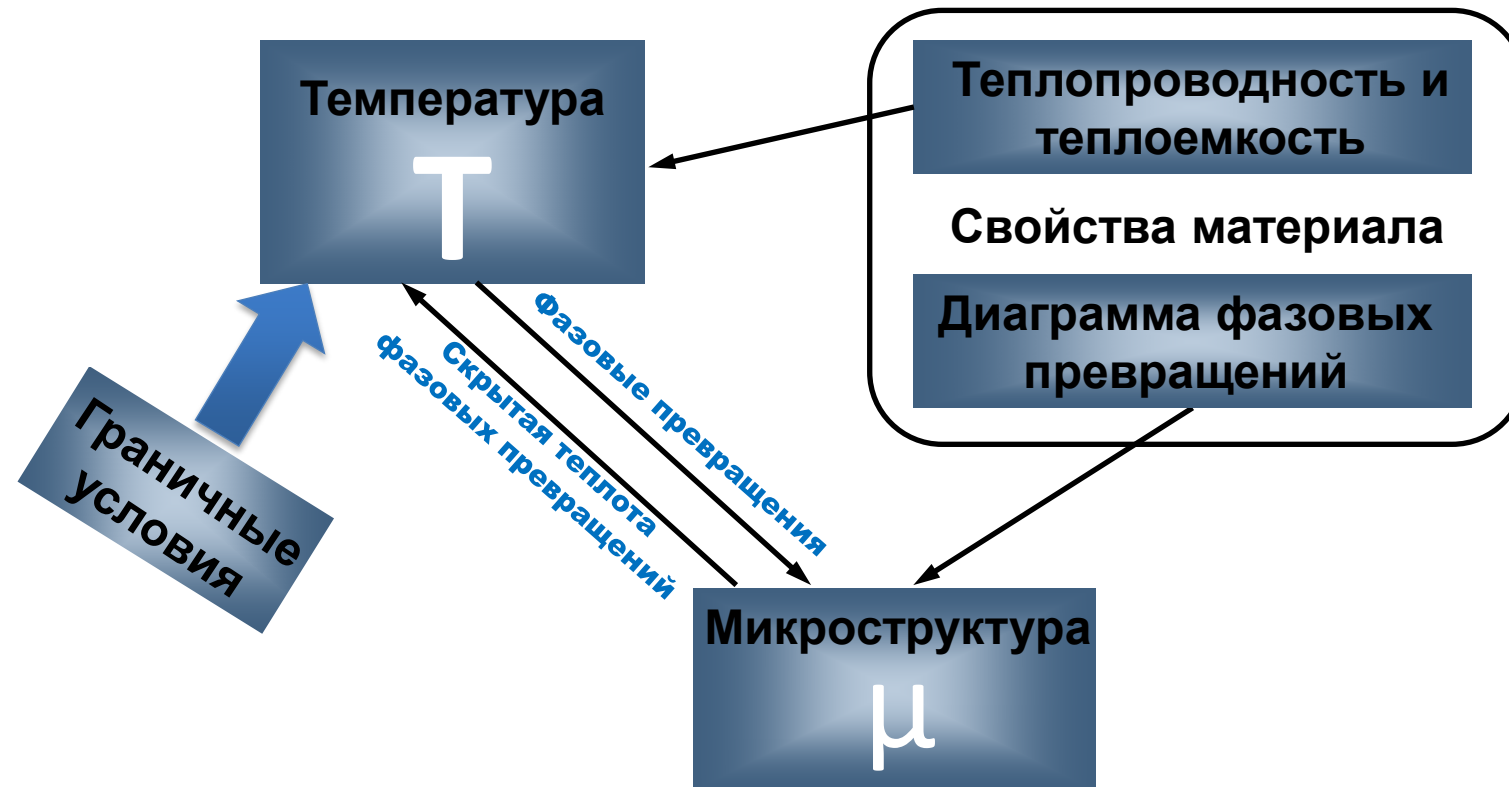 Температура
T
Теплопроводность и
теплоемкость
Свойства материала
Диаграмма фазовых
превращений
Фазовые превращения
Скрытая теплота
фазовых превращений
Граничные
условия
Микроструктура
μ